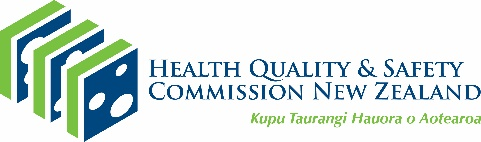 HEALTH QUALITY & SAFETY
COMMISSION NEW ZEALAND
Kupu Taurangi Hauora o Aotearoa